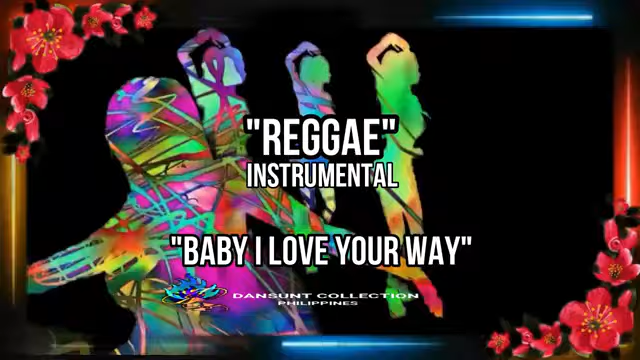 "REGGAE"
INSTRUMENTAL
"BABY I LOVE YOUR WAY"
DANSUNT COLLECTION
PHILIPPINES